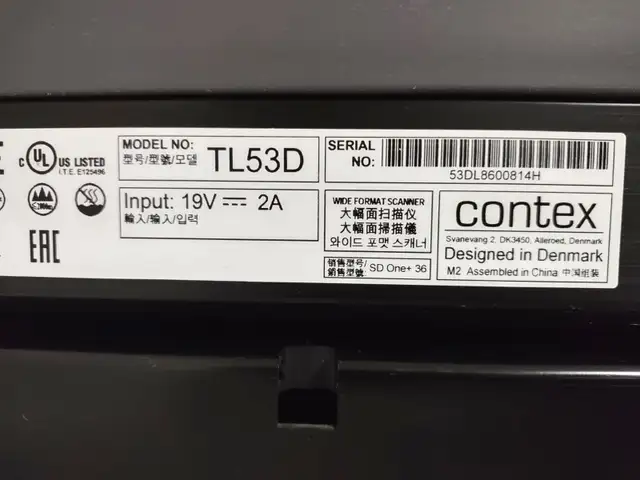 UL
C US LISTED
I.T.E. E125496
EAC
MODEL NO:
型号/型號/모델
TL53D
Input: 19V ⎓ 2A
輸入/输入/입력
SERIAL
NO:
53DL8600814H
WIDE FORMAT SCANNER
大幅面扫描仪
大幅面掃描儀
와이드 포맷 스캐너
销售型号/
銷售型號:
SD One+ 36
contex
Svanevang 2, DK3450, Alleroed, Denmark
Designed in Denmark
M2 Assembled in China 中国组装